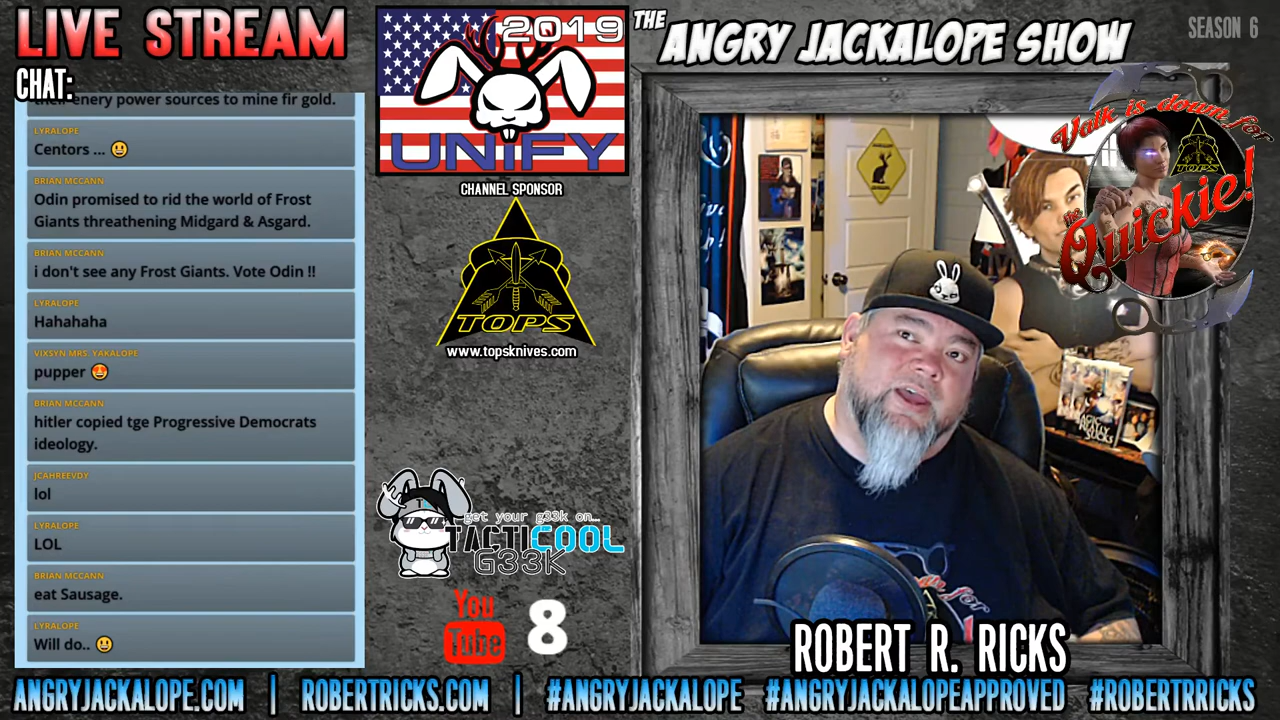 LIVE STREAM
CHAT:
their enery power sources to mine fir gold.
LYRALOPE
Centors ... 😀
BRIAN MCCANN
Odin promised to rid the world of Frost
Giants threatening Midgard & Asgard.
BRIAN MCCANN
i don't see any Frost Giants. Vote Odin !!
LYRALOPE
Hahahaha
VIXSYN MRS. YAKALOPE
pupper 😍
BRIAN MCCANN
hitler copied tge Progressive Democrats
ideology.
JCAHREEVDY
lol
LYRALOPE
LOL
BRIAN MCCANN
eat Sausage.
LYRALOPE
Will do.. 😀
2019
UNIFY
CHANNEL SPONSOR
TOPS
www.topsknives.com
get your g33k on...
TACTICOOL
G33K
You
Tube
8
THE
ANGRY JACKALOPE SHOW
SEASON 6
Valk is down for
TOPS
the
Quickie!
ROBERT R. RICKS
ANGRYJACKALOPE.COM | ROBERTRICKS.COM | #ANGRYJACKALOPE #ANGRYJACKALOPEAPPROVED #ROBERTRRICKS